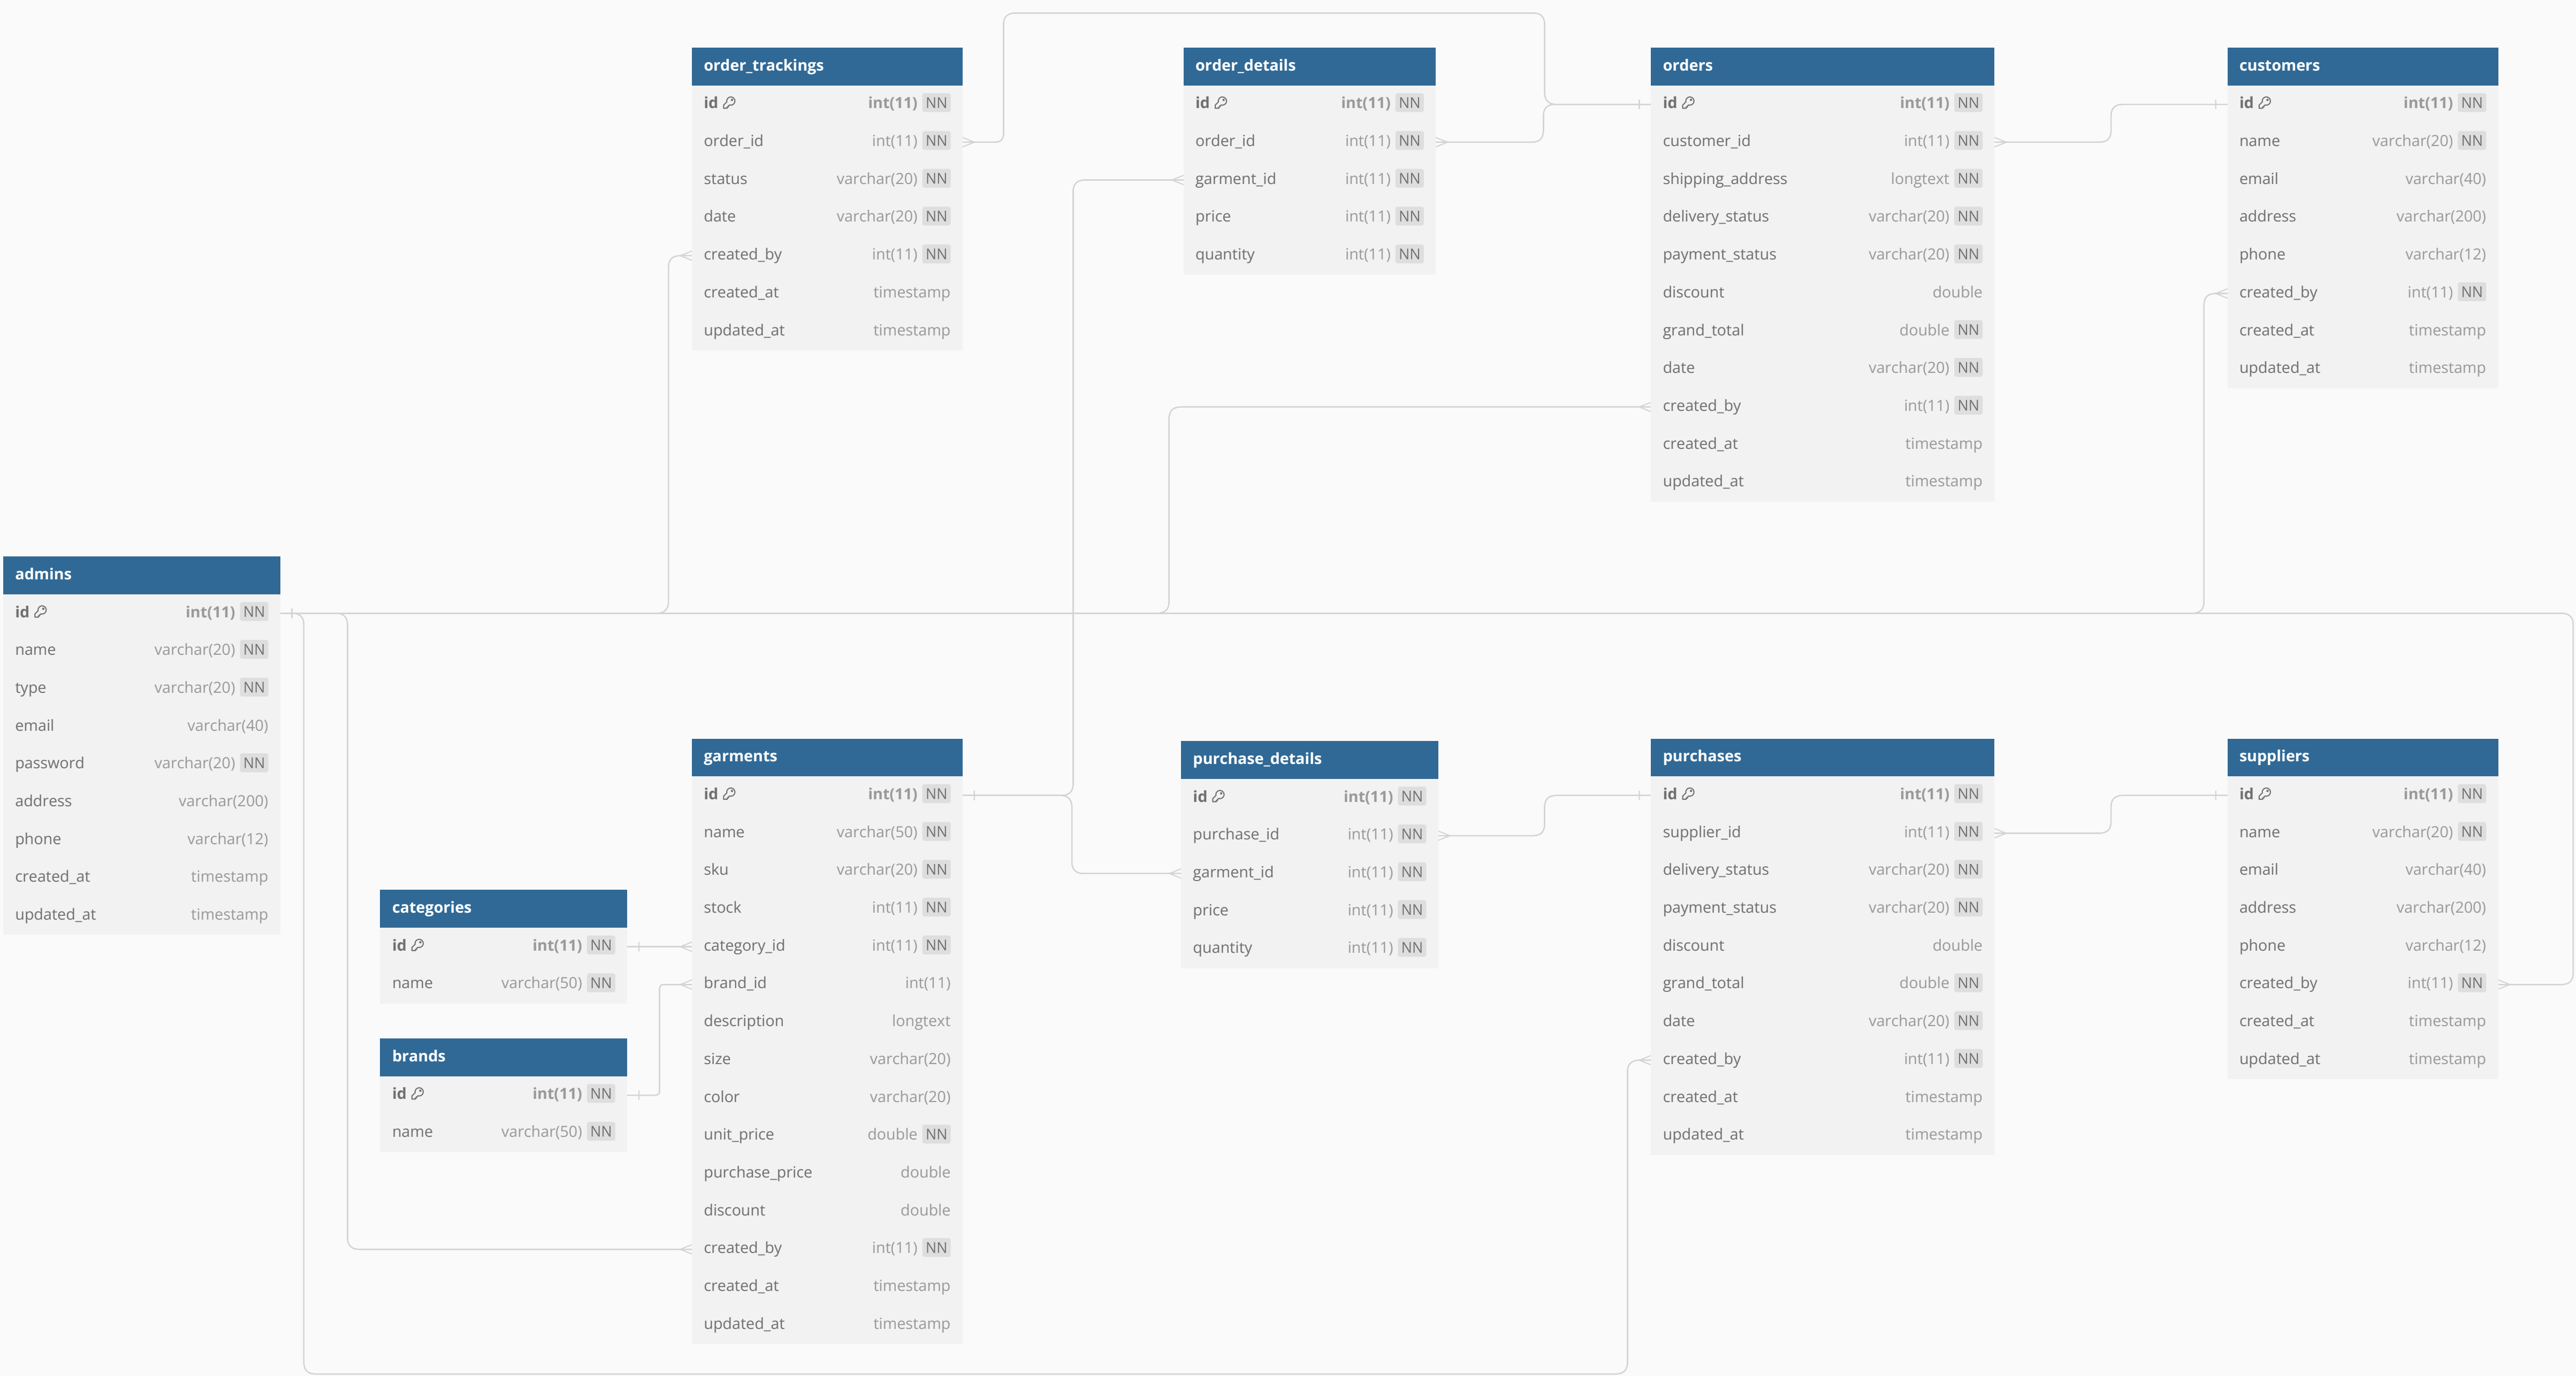 order_trackings
id int(11) NN
order_id int(11) NN
status varchar(20) NN
date varchar(20) NN
created_by int(11) NN
created_at timestamp
updated_at timestamp
order_details
id int(11) NN
order_id int(11) NN
garment_id int(11) NN
price int(11) NN
quantity int(11) NN
orders
id int(11) NN
customer_id int(11) NN
shipping_address longtext NN
delivery_status varchar(20) NN
payment_status varchar(20) NN
discount double
grand_total double NN
date varchar(20) NN
created_by int(11) NN
created_at timestamp
updated_at timestamp
customers
id int(11) NN
name varchar(20) NN
email varchar(40)
address varchar(200)
phone varchar(12)
created_by int(11) NN
created_at timestamp
updated_at timestamp
admins
id int(11) NN
name varchar(20) NN
type varchar(20) NN
email varchar(40)
password varchar(20) NN
address varchar(200)
phone varchar(12)
created_at timestamp
updated_at timestamp
categories
id int(11) NN
name varchar(50) NN
brands
id int(11) NN
name varchar(50) NN
garments
id int(11) NN
name varchar(50) NN
sku varchar(20) NN
stock int(11) NN
category_id int(11) NN
brand_id int(11)
description longtext
size varchar(20)
color varchar(20)
unit_price double NN
purchase_price double
discount double
created_by int(11) NN
created_at timestamp
updated_at timestamp
purchase_details
id int(11) NN
purchase_id int(11) NN
garment_id int(11) NN
price int(11) NN
quantity int(11) NN
purchases
id int(11) NN
supplier_id int(11) NN
delivery_status varchar(20) NN
payment_status varchar(20) NN
discount double
grand_total double NN
date varchar(20) NN
created_by int(11) NN
created_at timestamp
updated_at timestamp
suppliers
id int(11) NN
name varchar(20) NN
email varchar(40)
address varchar(200)
phone varchar(12)
created_by int(11) NN
created_at timestamp
updated_at timestamp